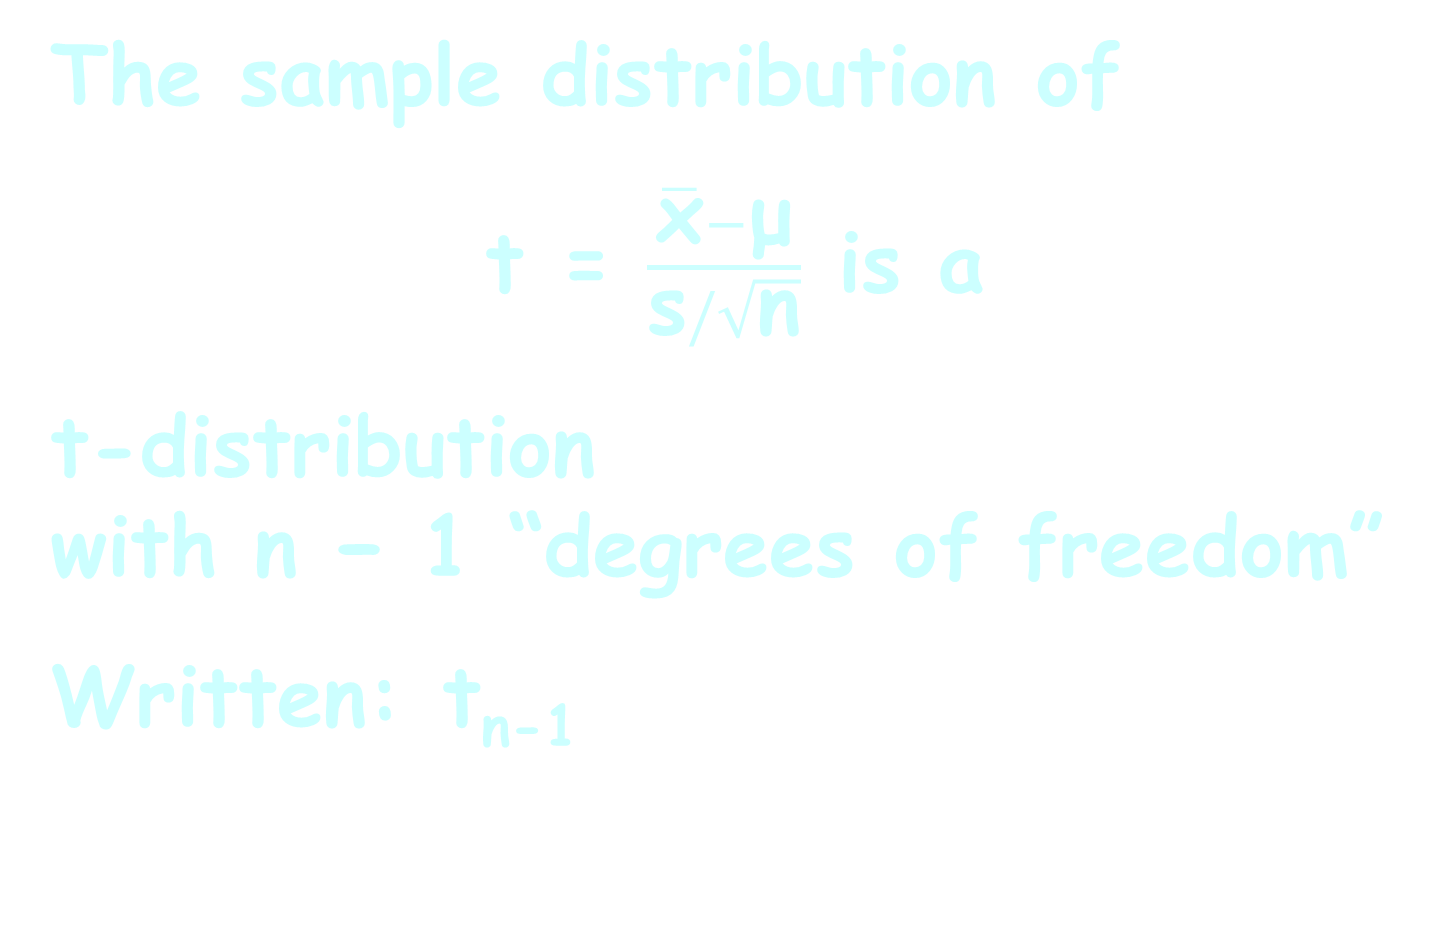 The sample distribution of
t = x̄−μ / s/√n is a
t-distribution
with n – 1 “degrees of freedom”
Written: tₙ₋₁